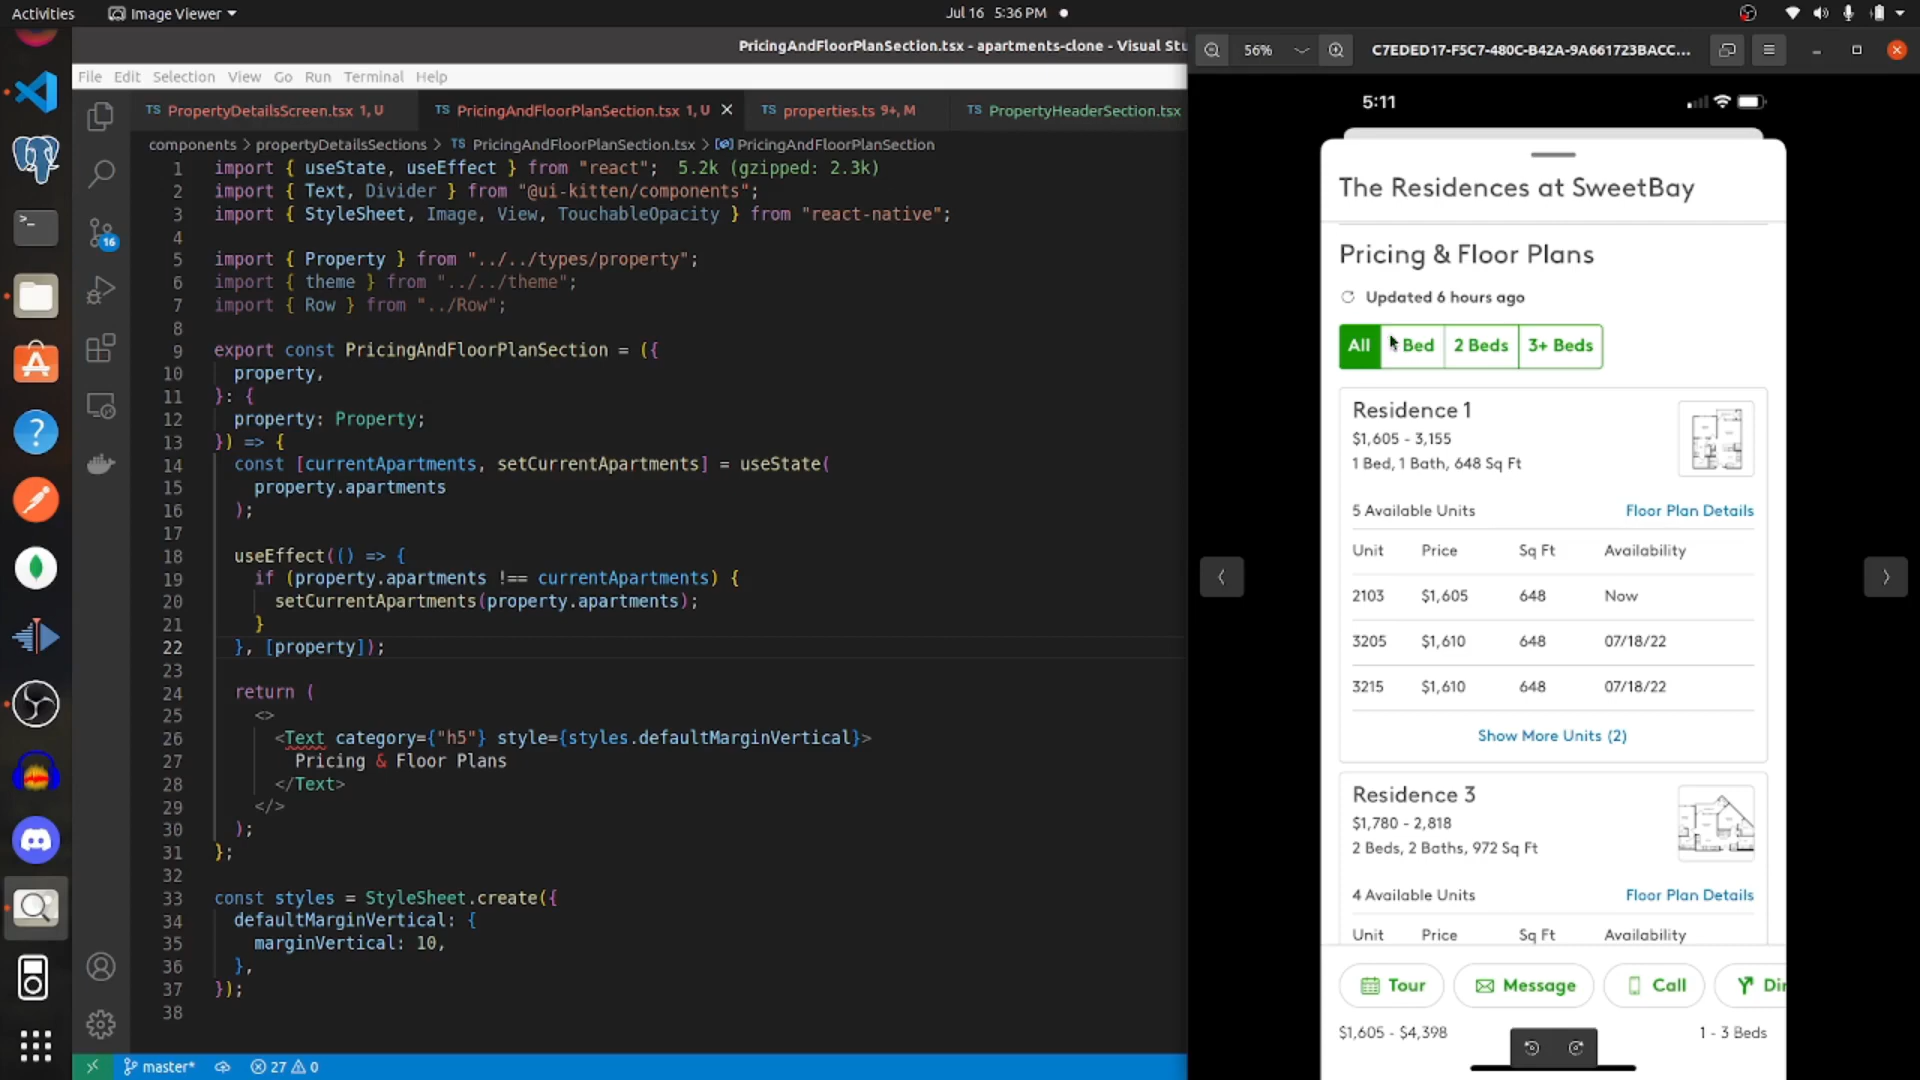 Activities
Image Viewer
Jul 16 5:36 PM
PricingAndFloorPlanSection.tsx - apartments-clone - Visual Stu
56%
C7EDED17-F5C7-480C-B42A-9A661723BACC...
File Edit Selection View Go Run Terminal Help
TS PropertyDetailsScreen.tsx 1, U
TS PricingAndFloorPlanSection.tsx 1, U
TS properties.ts 9+, M
TS PropertyHeaderSection.tsx
components > propertyDetailsSections > TS PricingAndFloorPlanSection.tsx > PricingAndFloorPlanSection
1 import { useState, useEffect } from "react"; 5.2k (gzipped: 2.3k)
2 import { Text, Divider } from "@ui-kitten/components";
3 import { StyleSheet, Image, View, TouchableOpacity } from "react-native";
4
5 import { Property } from "../../types/property";
6 import { theme } from "../../theme";
7 import { Row } from "../Row";
8
9 export const PricingAndFloorPlanSection = ({
10 property,
11 }: {
12 property: Property;
13 }) => {
14 const [currentApartments, setCurrentApartments] = useState(
15 property.apartments
16 );
17
18 useEffect(() => {
19 if (property.apartments !== currentApartments) {
20 setCurrentApartments(property.apartments);
21 }
22 }, [property]);
23
24 return (
25 <>
26 <Text category={"h5"} style={styles.defaultMarginVertical}>
27 Pricing & Floor Plans
28 </Text>
29 </>
30 );
31 };
32
33 const styles = StyleSheet.create({
34 defaultMarginVertical: {
35 marginVertical: 10,
36 },
37 });
38
16
master*
27 0
5:11
The Residences at SweetBay
Pricing & Floor Plans
Updated 6 hours ago
All Bed 2 Beds 3+ Beds
Residence 1
$1,605 - 3,155
1 Bed, 1 Bath, 648 Sq Ft
5 Available Units Floor Plan Details
Unit Price Sq Ft Availability
2103 $1,605 648 Now
3205 $1,610 648 07/18/22
3215 $1,610 648 07/18/22
Show More Units (2)
Residence 3
$1,780 - 2,818
2 Beds, 2 Baths, 972 Sq Ft
4 Available Units Floor Plan Details
Unit Price Sq Ft Availability
Tour Message Call Dir
$1,605 - $4,398 1 - 3 Beds